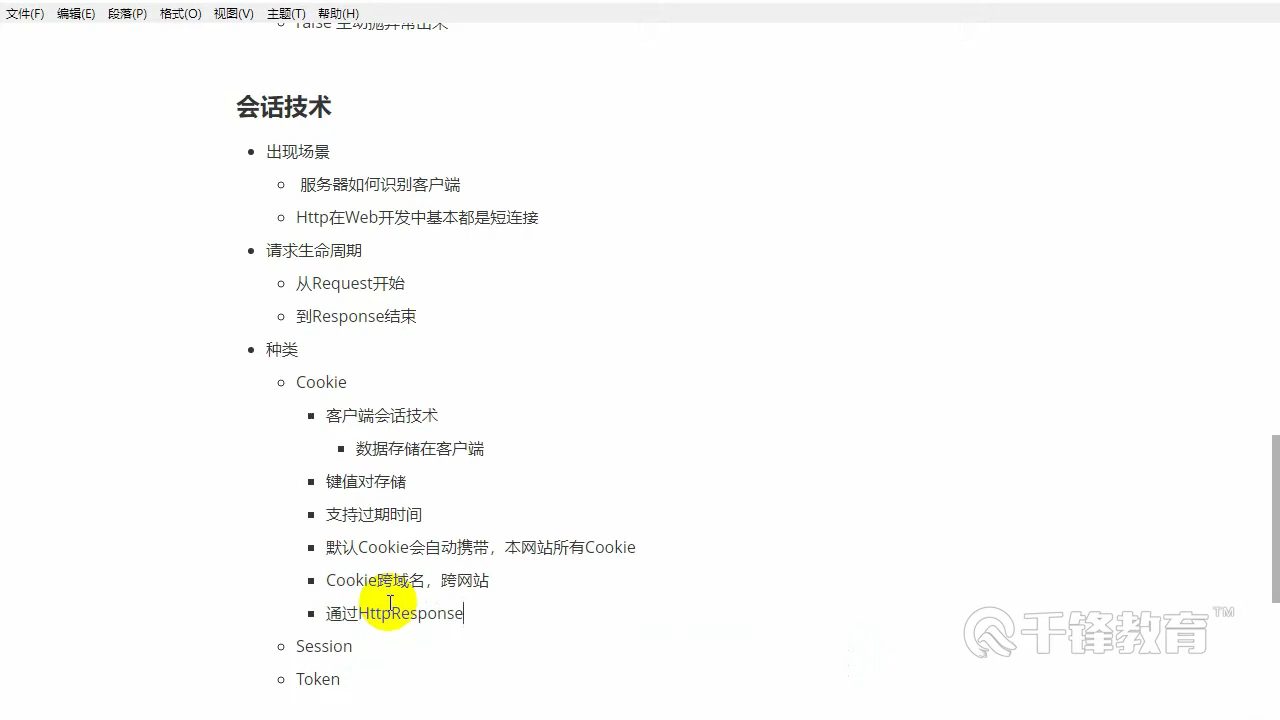 文件(F) 编辑(E) 段落(P) 格式(O) 视图(V) 主题(T) 帮助(H)
会话技术
出现场景
服务器如何识别客户端
Http在Web开发中基本都是短连接
请求生命周期
从Request开始
到Response结束
种类
Cookie
客户端会话技术
数据存储在客户端
键值对存储
支持过期时间
默认Cookie会自动携带，本网站所有Cookie
Cookie跨域名，跨网站
通过HttpResponse
Session
Token
千锋教育™